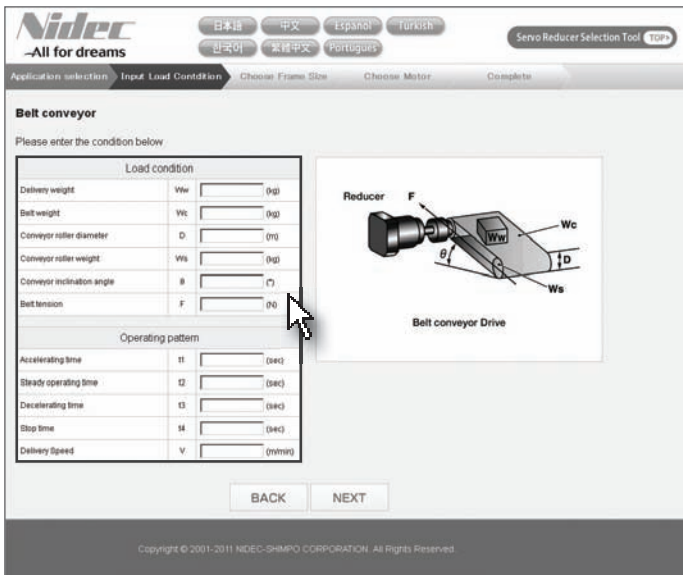 Nidec
-All for dreams
日本語 中文 Espanol Turkish
한국어 繁體中文 Portugues
Servo Reducer Selection Tool TOP
Application selection Input Load Contdition Choose Frame Size Choose Motor Complete
Belt conveyor
Please enter the condition below
Load condition
Delivery weight Ww (kg)
Belt weight Wc (kg)
Conveyor roller diameter D (m)
Conveyor roller weight Ws (kg)
Conveyor inclination angle θ (°)
Belt tension F (N)
Operating pattern
Accelerating time t1 (sec)
Steady operating time t2 (sec)
Decelerating time t3 (sec)
Stop time t4 (sec)
Delivery Speed V (m/min)
Reducer F
Wc
Ww
D
θ
Ws
Belt conveyor Drive
BACK NEXT
Copyright © 2001-2011 NIDEC-SHIMPO CORPORATION. All Rights Reserved.